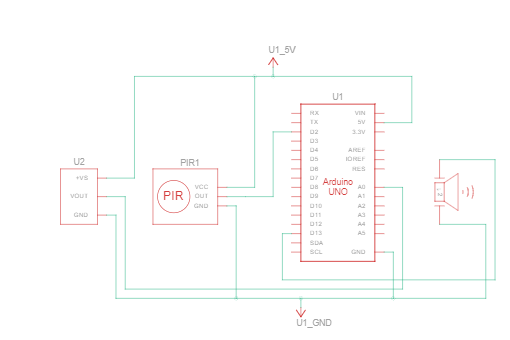 U1_5V
U1
U2
+VS
VOUT
GND
PIR1
PIR
VCC
OUT
GND
RX
TX
D2
D3
D4
D5
D6
D7
D8
D9
D10
D11
D12
D13
SDA
SCL
Arduino
UNO
VIN
5V
3.3V
AREF
IOREF
RES
A0
A1
A2
A3
A4
A5
GND
U1_GND